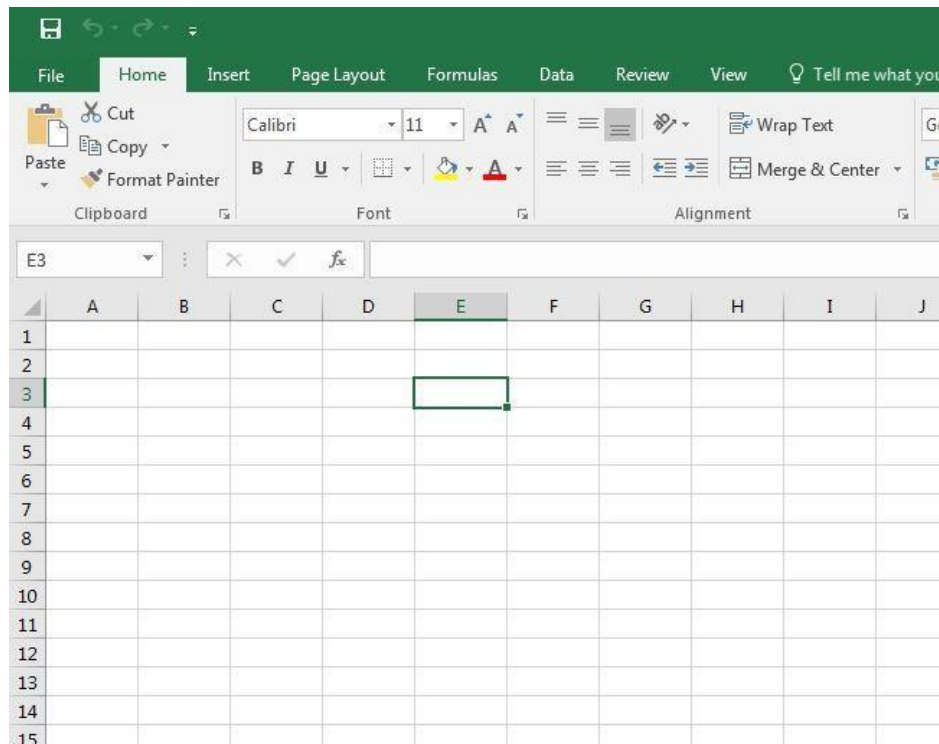 File Home Insert Page Layout Formulas Data Review View Tell me what you
Cut
Calibri 11 A A Wrap Text
Copy
Paste
B I U A Merge & Center
Format Painter
Clipboard Font Alignment
E3 fx
A B C D E F G H I J
1
2
3
4
5
6
7
8
9
10
11
12
13
14
15